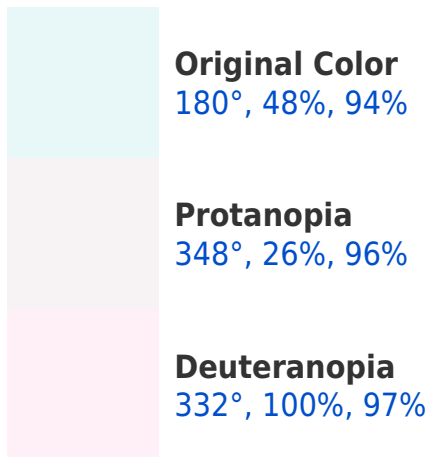 Original Color
180°, 48%, 94%
Protanopia
348°, 26%, 96%
Deuteranopia
332°, 100%, 97%